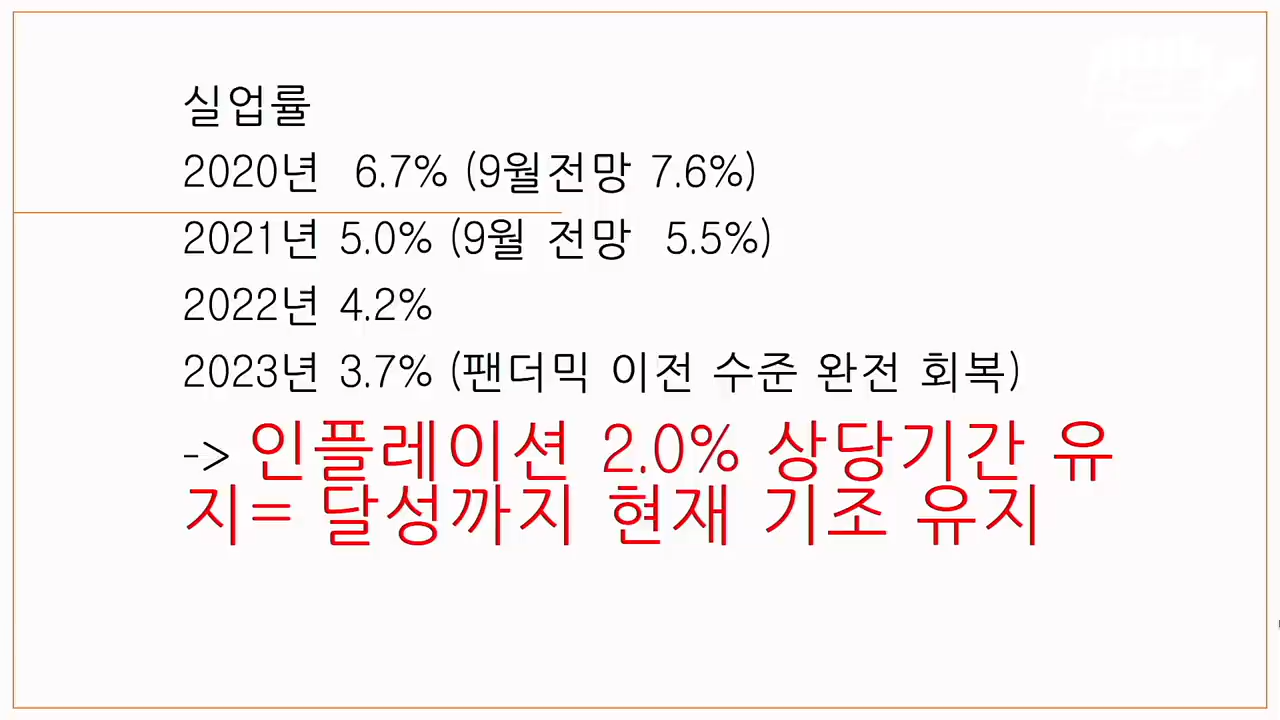 실업률
2020년  6.7% (9월전망 7.6%)
2021년 5.0% (9월 전망  5.5%)
2022년 4.2%
2023년 3.7% (팬더믹 이전 수준 완전 회복)
-> 인플레이션 2.0% 상당기간 유
지= 달성까지 현재 기조 유지